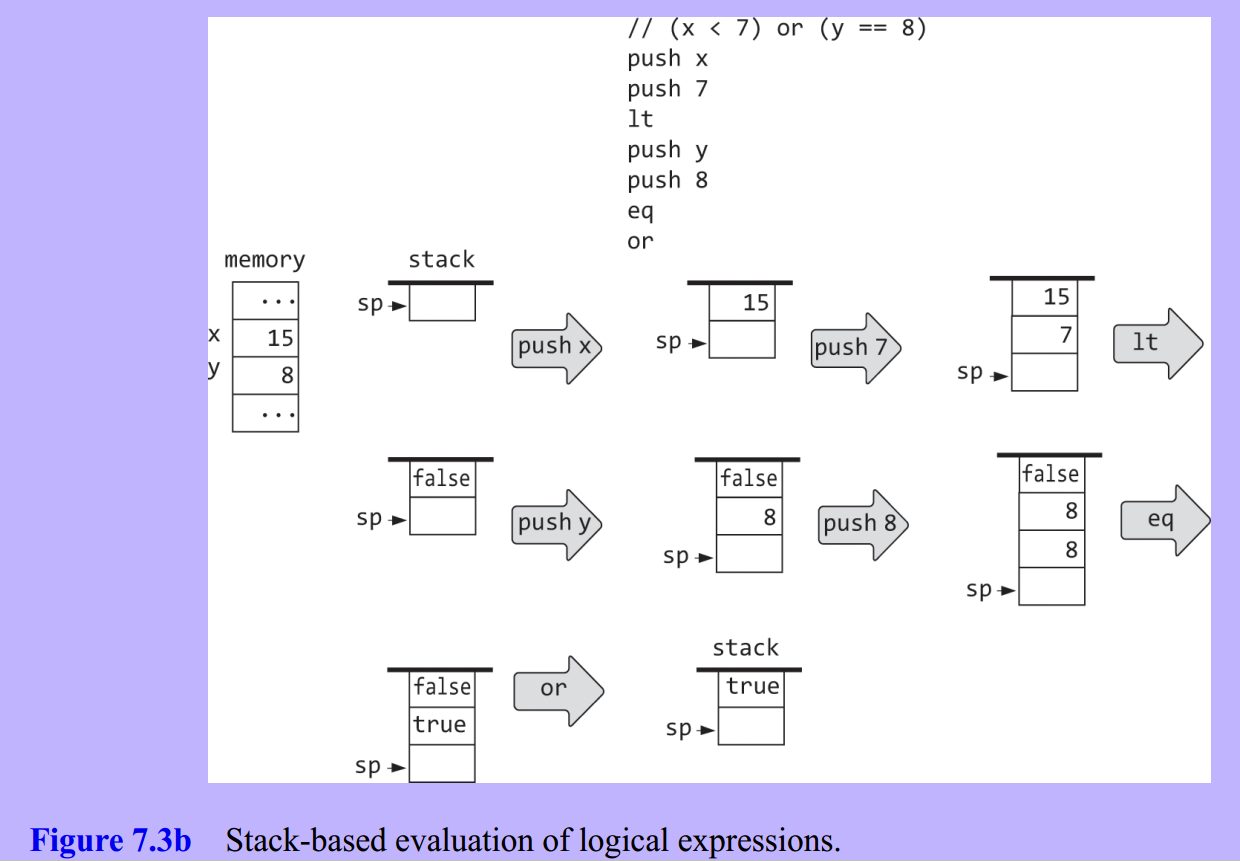 // (x < 7) or (y == 8)
push x
push 7
lt
push y
push 8
eq
or
memory
...
x 15
y 8
...
stack
sp
push x
15
sp
push 7
15
7
sp
lt
false
sp
push y
false
8
sp
push 8
false
8
8
sp
eq
false
true
sp
or
stack
true
sp
Figure 7.3b Stack-based evaluation of logical expressions.